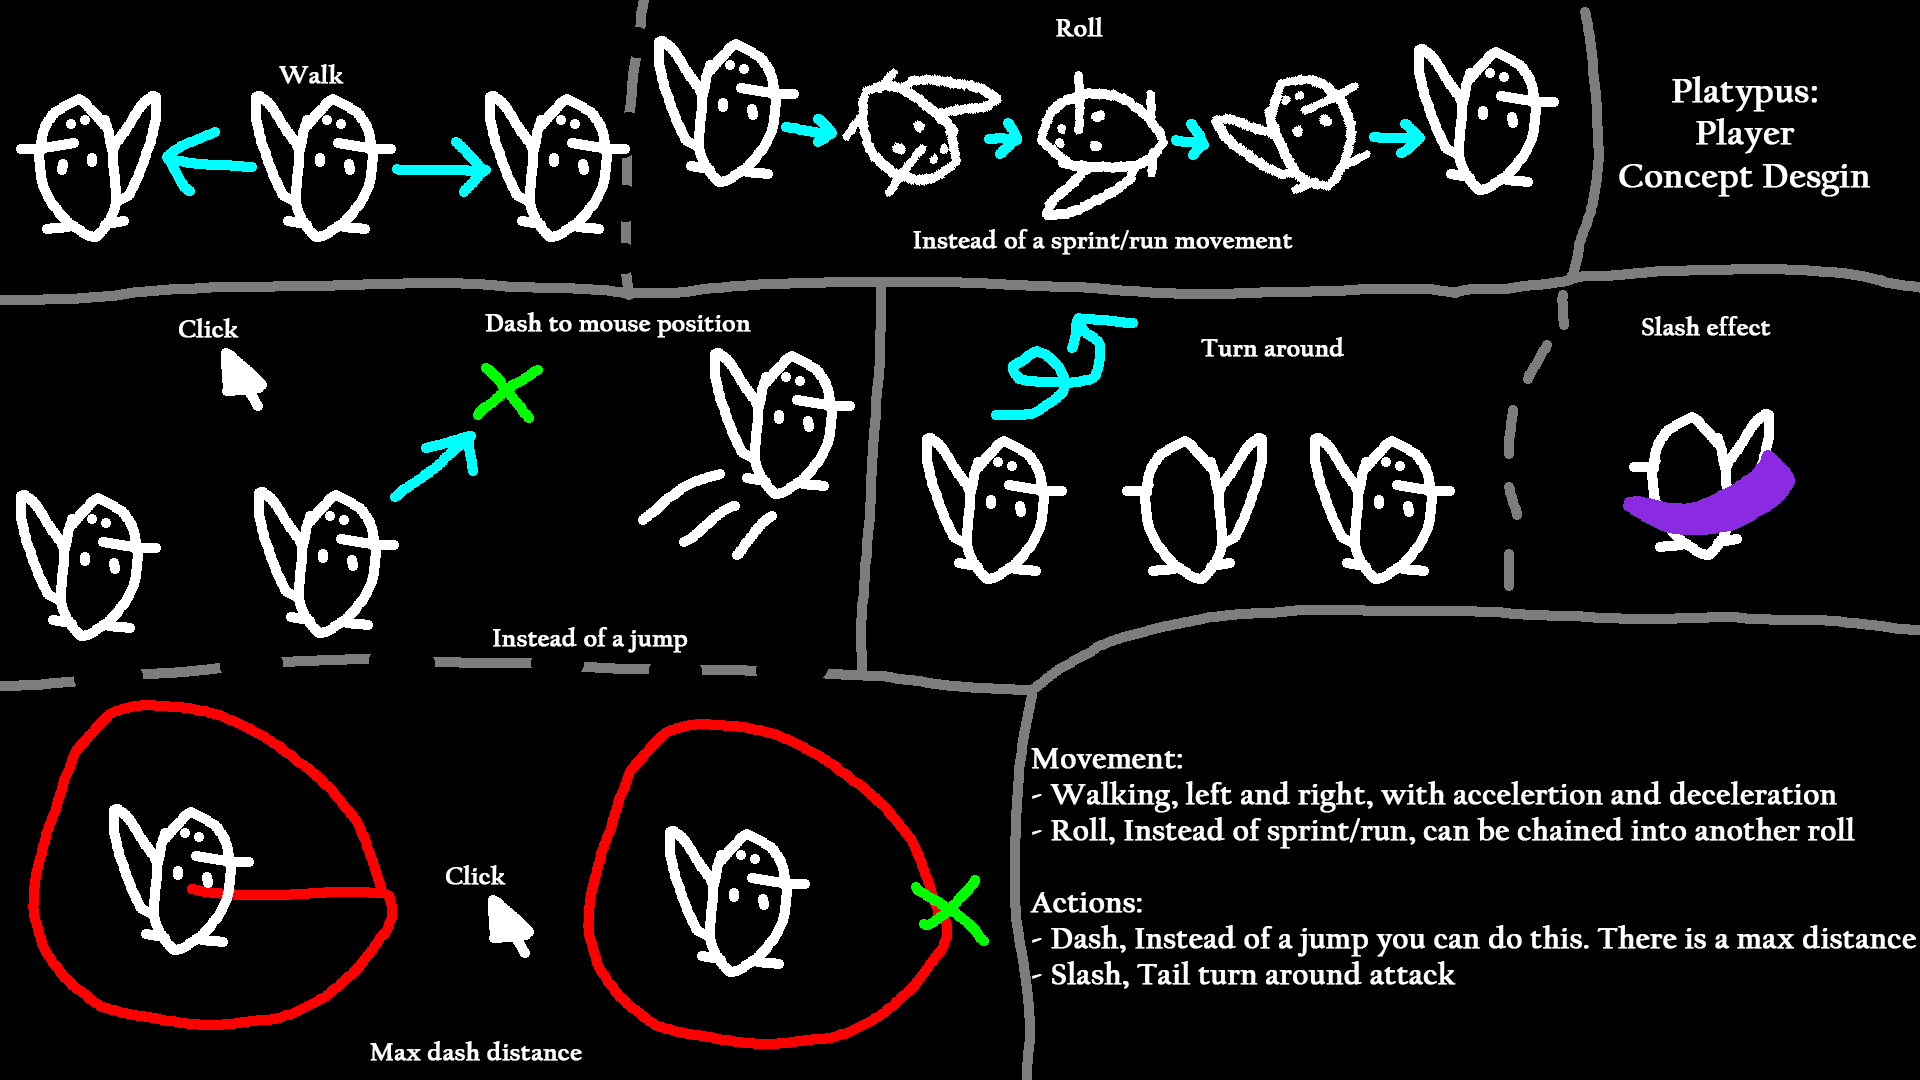 Walk
Roll
Instead of a sprint/run movement
Platypus:
Player
Concept Desgin
Click
Dash to mouse position
Instead of a jump
Turn around
Slash effect
Click
Max dash distance
Movement:
- Walking, left and right, with accelertion and deceleration
- Roll, Instead of sprint/run, can be chained into another roll
Actions:
- Dash, Instead of a jump you can do this. There is a max distance
- Slash, Tail turn around attack